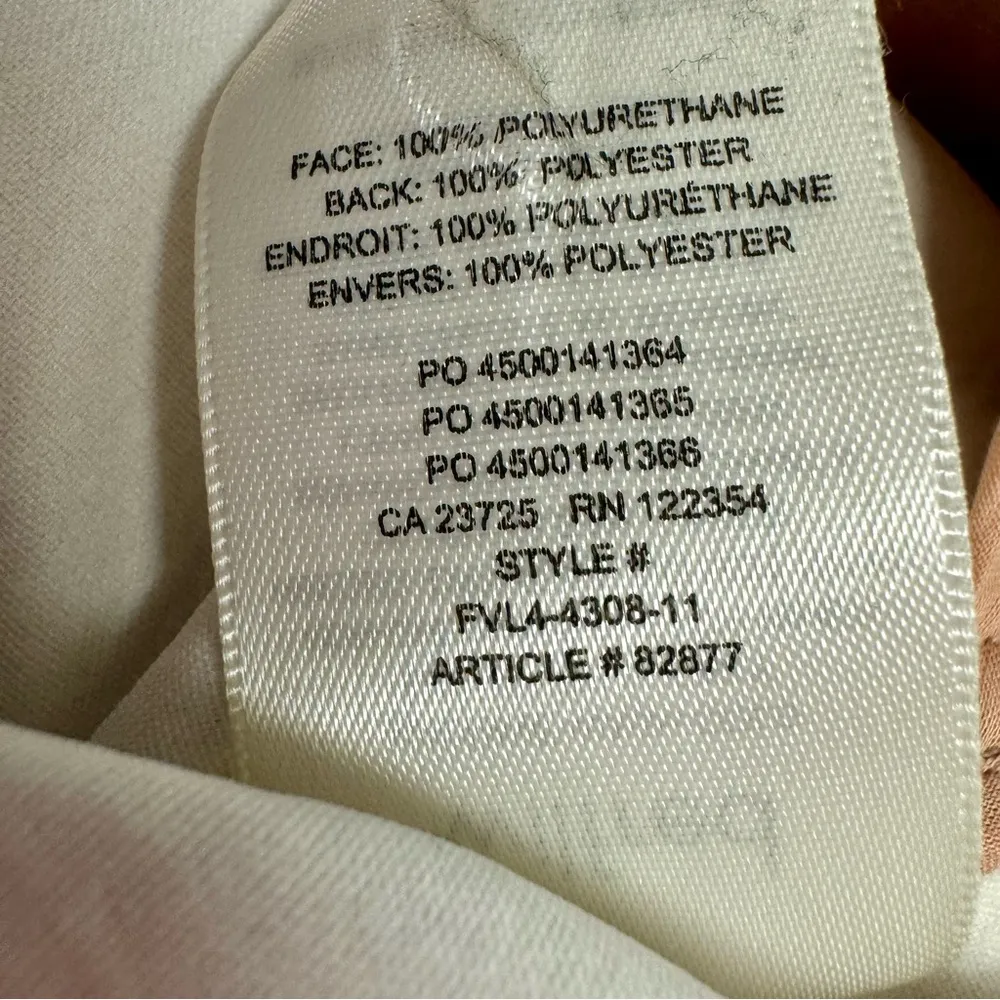 FACE: 100% POLYURETHANE
BACK: 100% POLYESTER
ENDROIT: 100% POLYURÉTHANE
ENVERS: 100% POLYESTER
PO 4500141364
PO 4500141365
PO 4500141366
CA 23725 RN 122354
STYLE #
FVL4-4308-11
ARTICLE # 82877